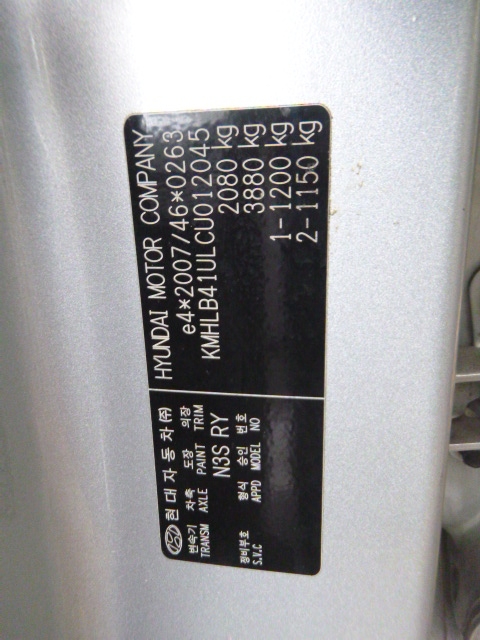 HYUNDAI MOTOR COMPANY
e4*2007/46*0263
KMHLB41ULCU012045
2080 kg
3880 kg
1- 1200 kg
2- 1150 kg
현대자동차(주)
변속기 차축 도장 의장
TRANSM AXLE PAINT TRIM
N3S RY
형식 승인 번호
APPD MODEL NO
정비부호
S.V.C